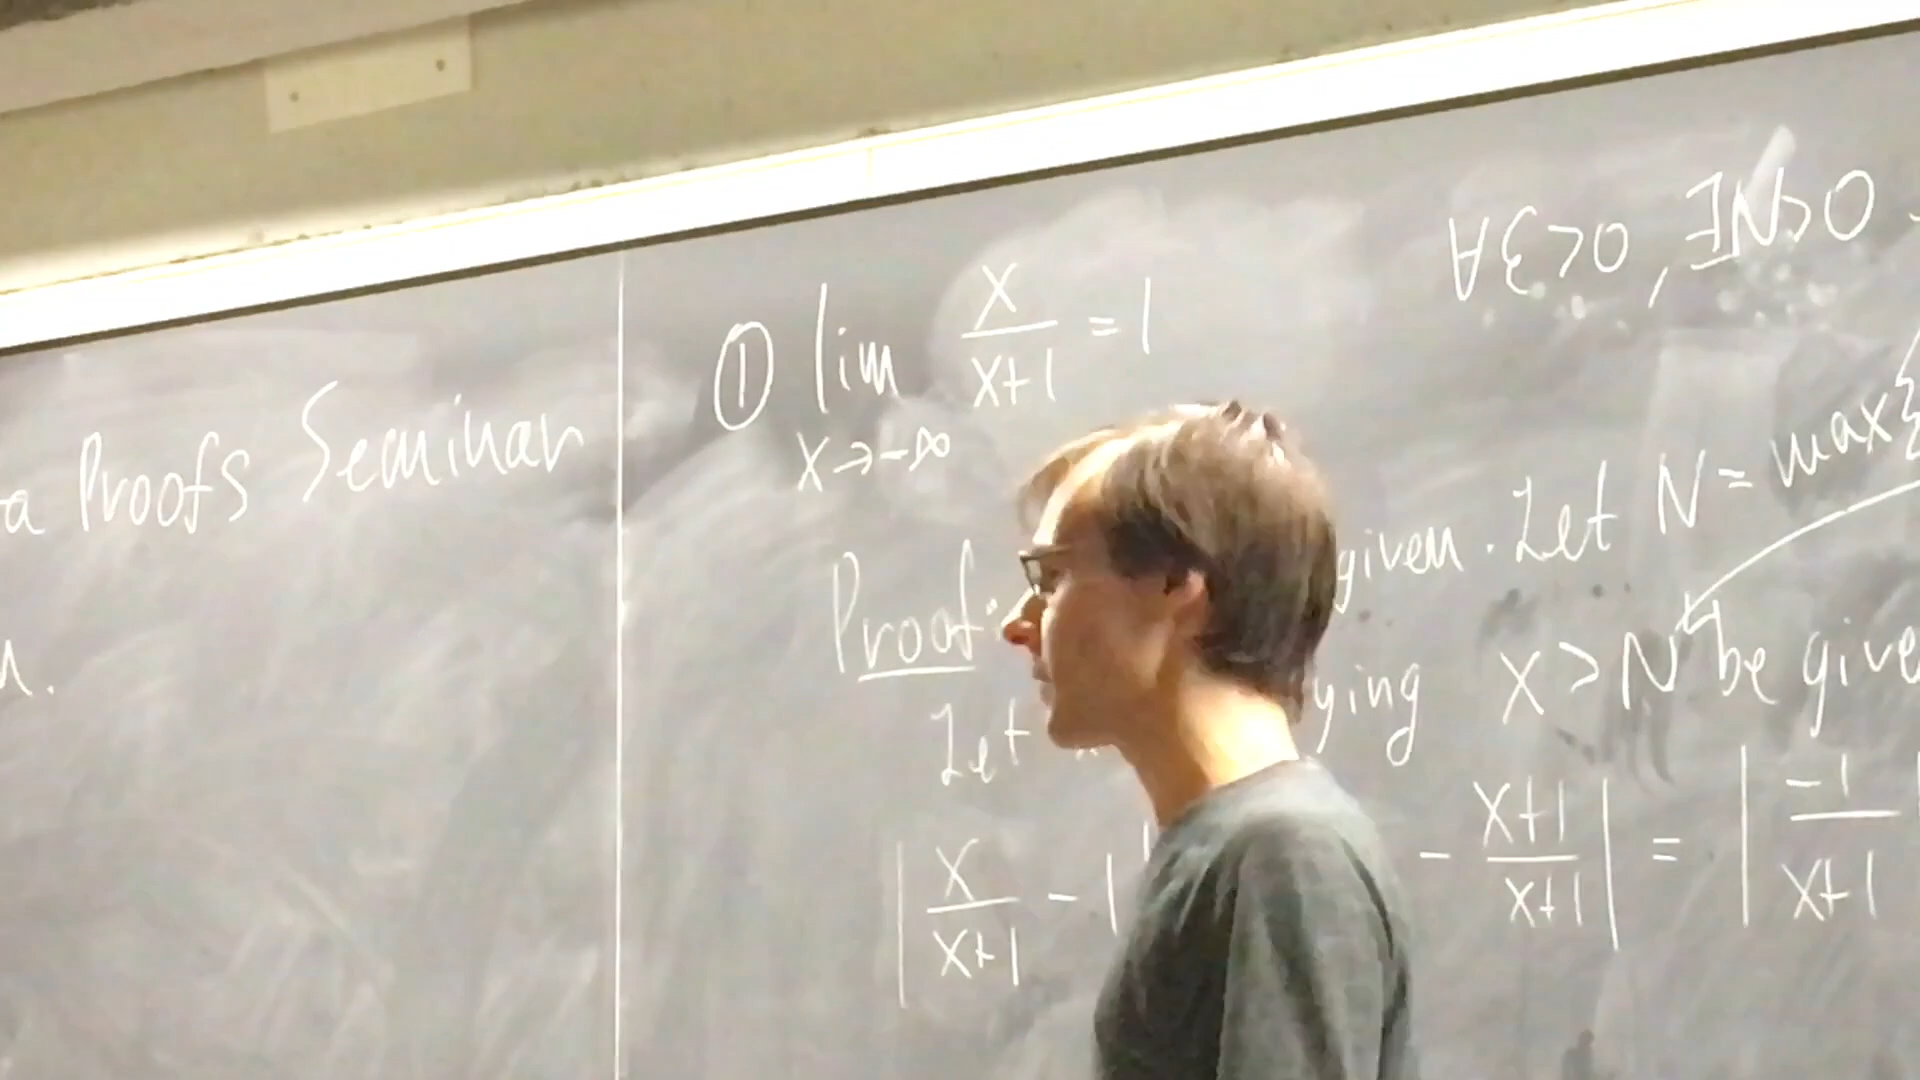 a Proofs Seminar
① lim x→-∞ x/(x+1) = 1
∀ε>0, ∃N>0
Proof: given. Let N = max{
Let ying x > N be given
| x/(x+1) - 1 - (x+1)/(x+1) | = | -1/(x+1)